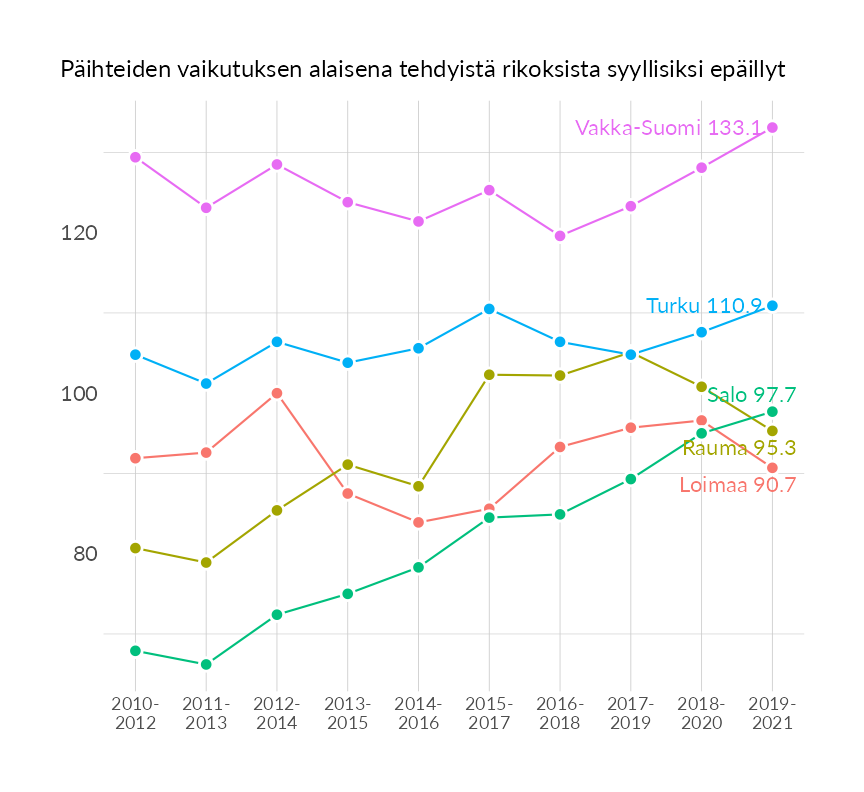 Päihteiden vaikutuksen alaisena tehdyistä rikoksista syyllisiksi epäillyt
Vakka-Suomi 133.1
120
Turku 110.9
100
Salo 97.7
Rauma 95.3
Loimaa 90.7
80
2010- 2011- 2012- 2013- 2014- 2015- 2016- 2017- 2018- 2019-
2012 2013 2014 2015 2016 2017 2018 2019 2020 2021